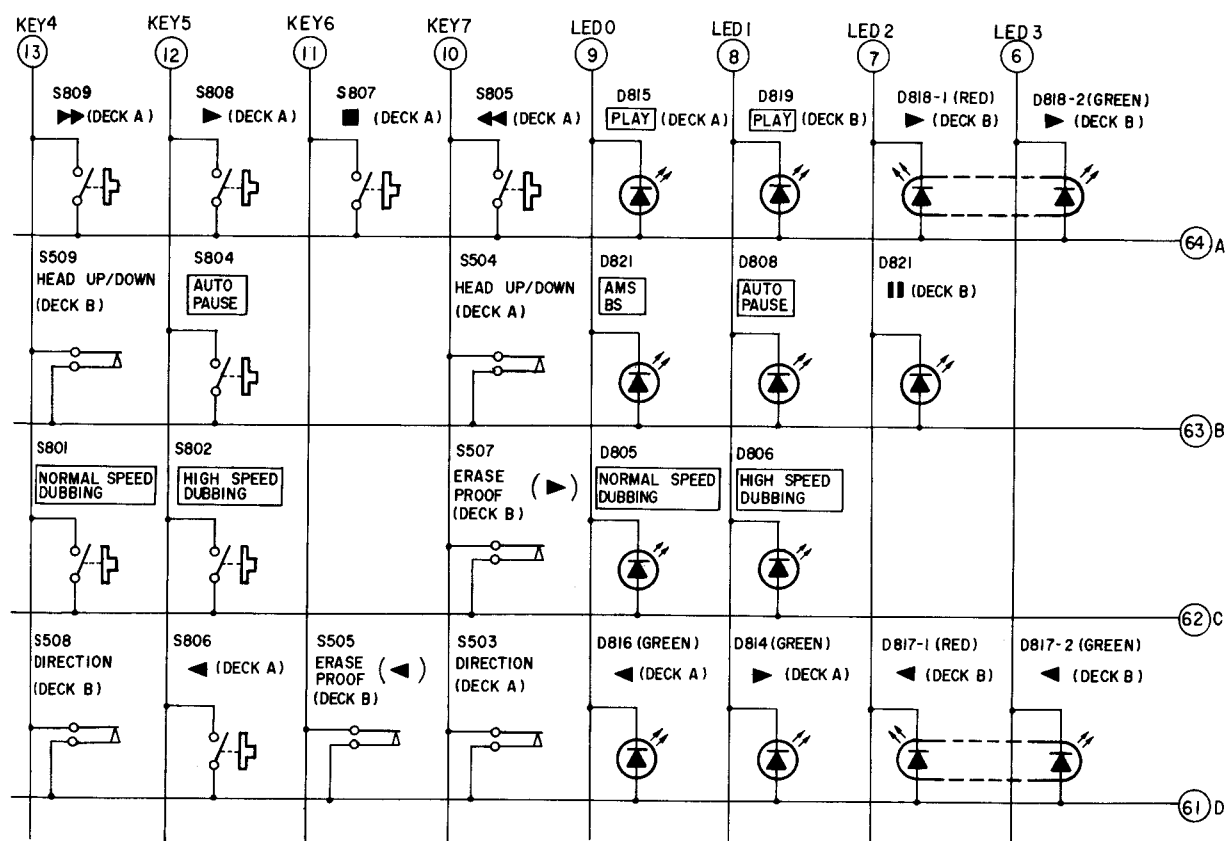 KEY4 KEY5 KEY6 KEY7 LED0 LED1 LED2 LED3
13 12 11 10 9 8 7 6
S809 S808 S807 S805 D815 D819 D818-1 (RED) D818-2 (GREEN)
▶▶ (DECK A) ▶ (DECK A) ■ (DECK A) ◀◀ (DECK A) PLAY (DECK A) PLAY (DECK B) ▶ (DECK B) ▶ (DECK B)
64 A
S509 S804 S504 D821 D808 D821
HEAD UP/DOWN AUTO HEAD UP/DOWN AMS AUTO ▮▮ (DECK B)
(DECK B) PAUSE (DECK A) BS PAUSE
63 B
S801 S802 S507 D805 D806
NORMAL SPEED HIGH SPEED ERASE NORMAL SPEED HIGH SPEED
DUBBING DUBBING PROOF (▶) DUBBING DUBBING
(DECK B)
62 C
S508 S806 S505 S503 D816 (GREEN) D814 (GREEN) D817-1 (RED) D817-2 (GREEN)
DIRECTION ◀ (DECK A) ERASE (◀) DIRECTION ◀ (DECK A) ▶ (DECK A) ◀ (DECK B) ◀ (DECK B)
(DECK B) PROOF (DECK A)
(DECK B)
61 D